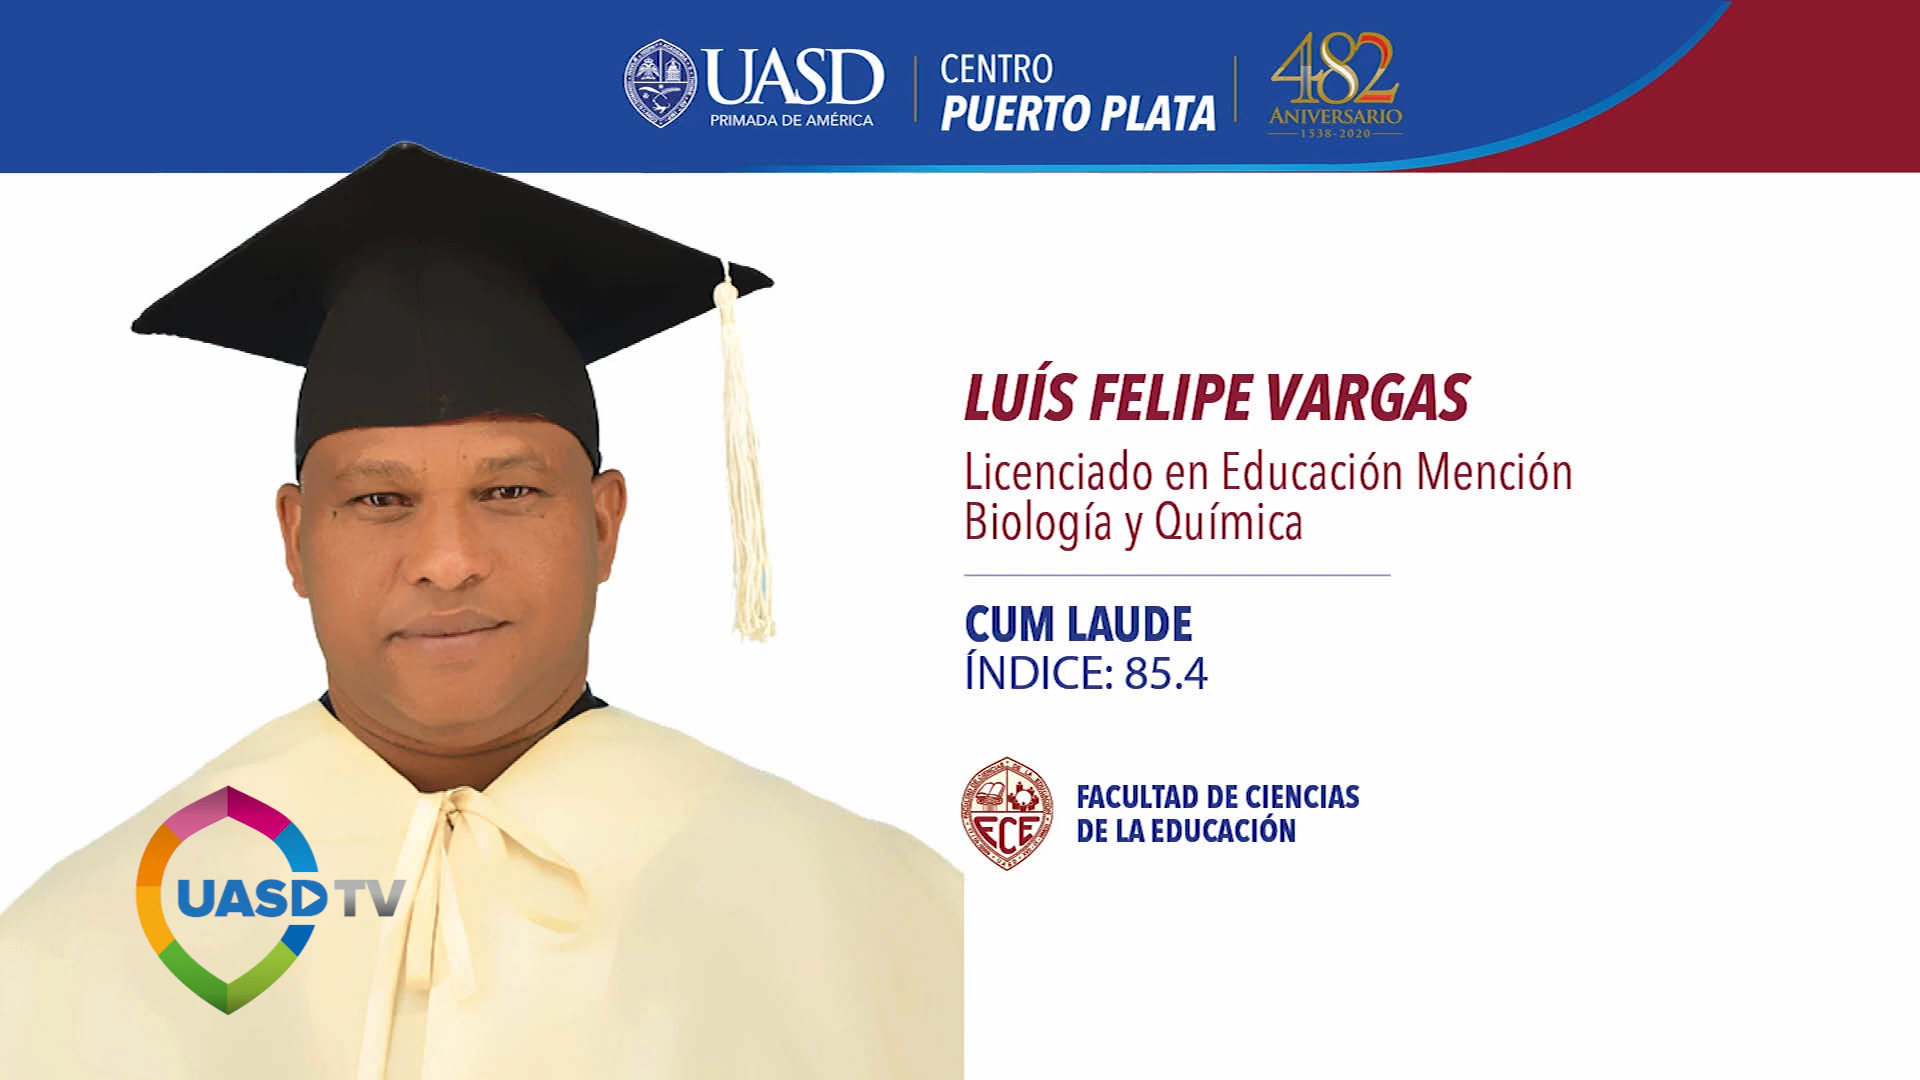 UASD
PRIMADA DE AMÉRICA
CENTRO
PUERTO PLATA
482
ANIVERSARIO
1538-2020
LUÍS FELIPE VARGAS
Licenciado en Educación Mención
Biología y Química
CUM LAUDE
ÍNDICE: 85.4
ECE
FACULTAD DE CIENCIAS
DE LA EDUCACIÓN
UASD TV